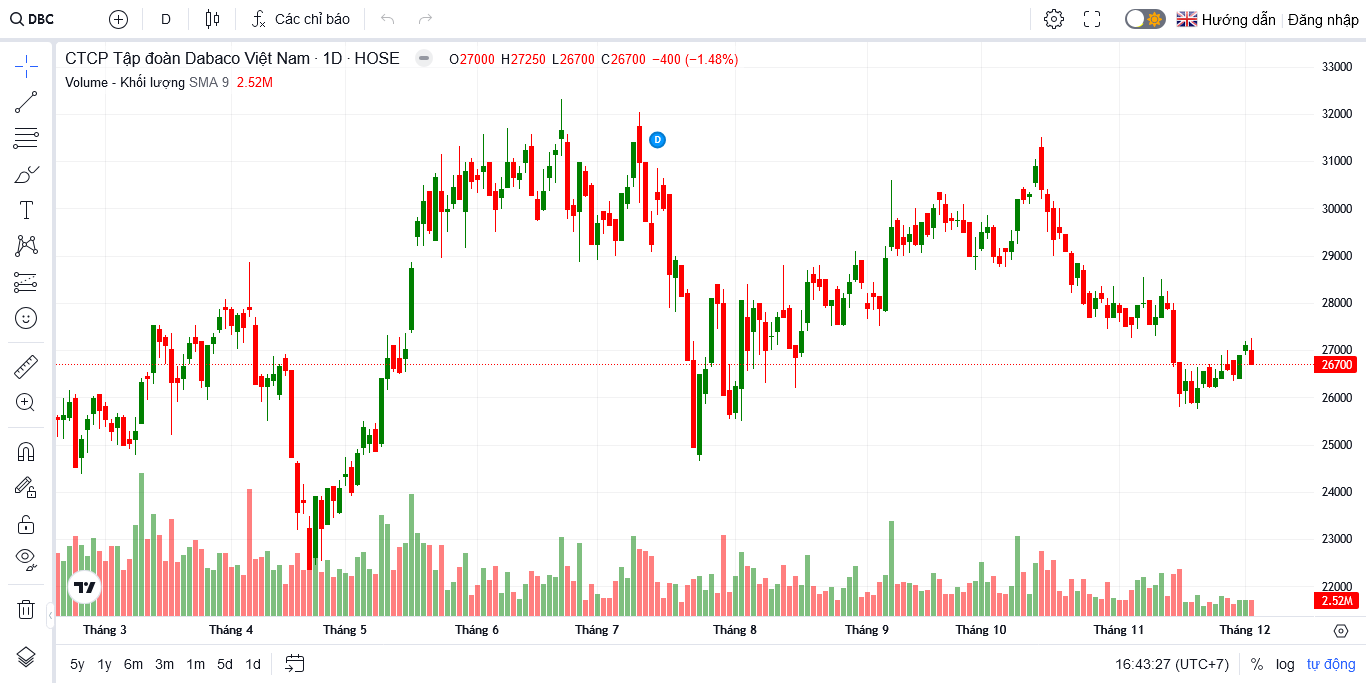 DBC D Các chỉ báo Hướng dẫn Đăng nhập
CTCP Tập đoàn Dabaco Việt Nam · 1D · HOSE O27000 H27250 L26700 C26700 −400 (−1.48%)
Volume - Khối lượng SMA 9 2.52M
D
33000
32000
31000
30000
29000
28000
27000
26700
26000
25000
24000
23000
22000
2.52M
Tháng 3 Tháng 4 Tháng 5 Tháng 6 Tháng 7 Tháng 8 Tháng 9 Tháng 10 Tháng 11 Tháng 12
5y 1y 6m 3m 1m 5d 1d 16:43:27 (UTC+7) % log tự động